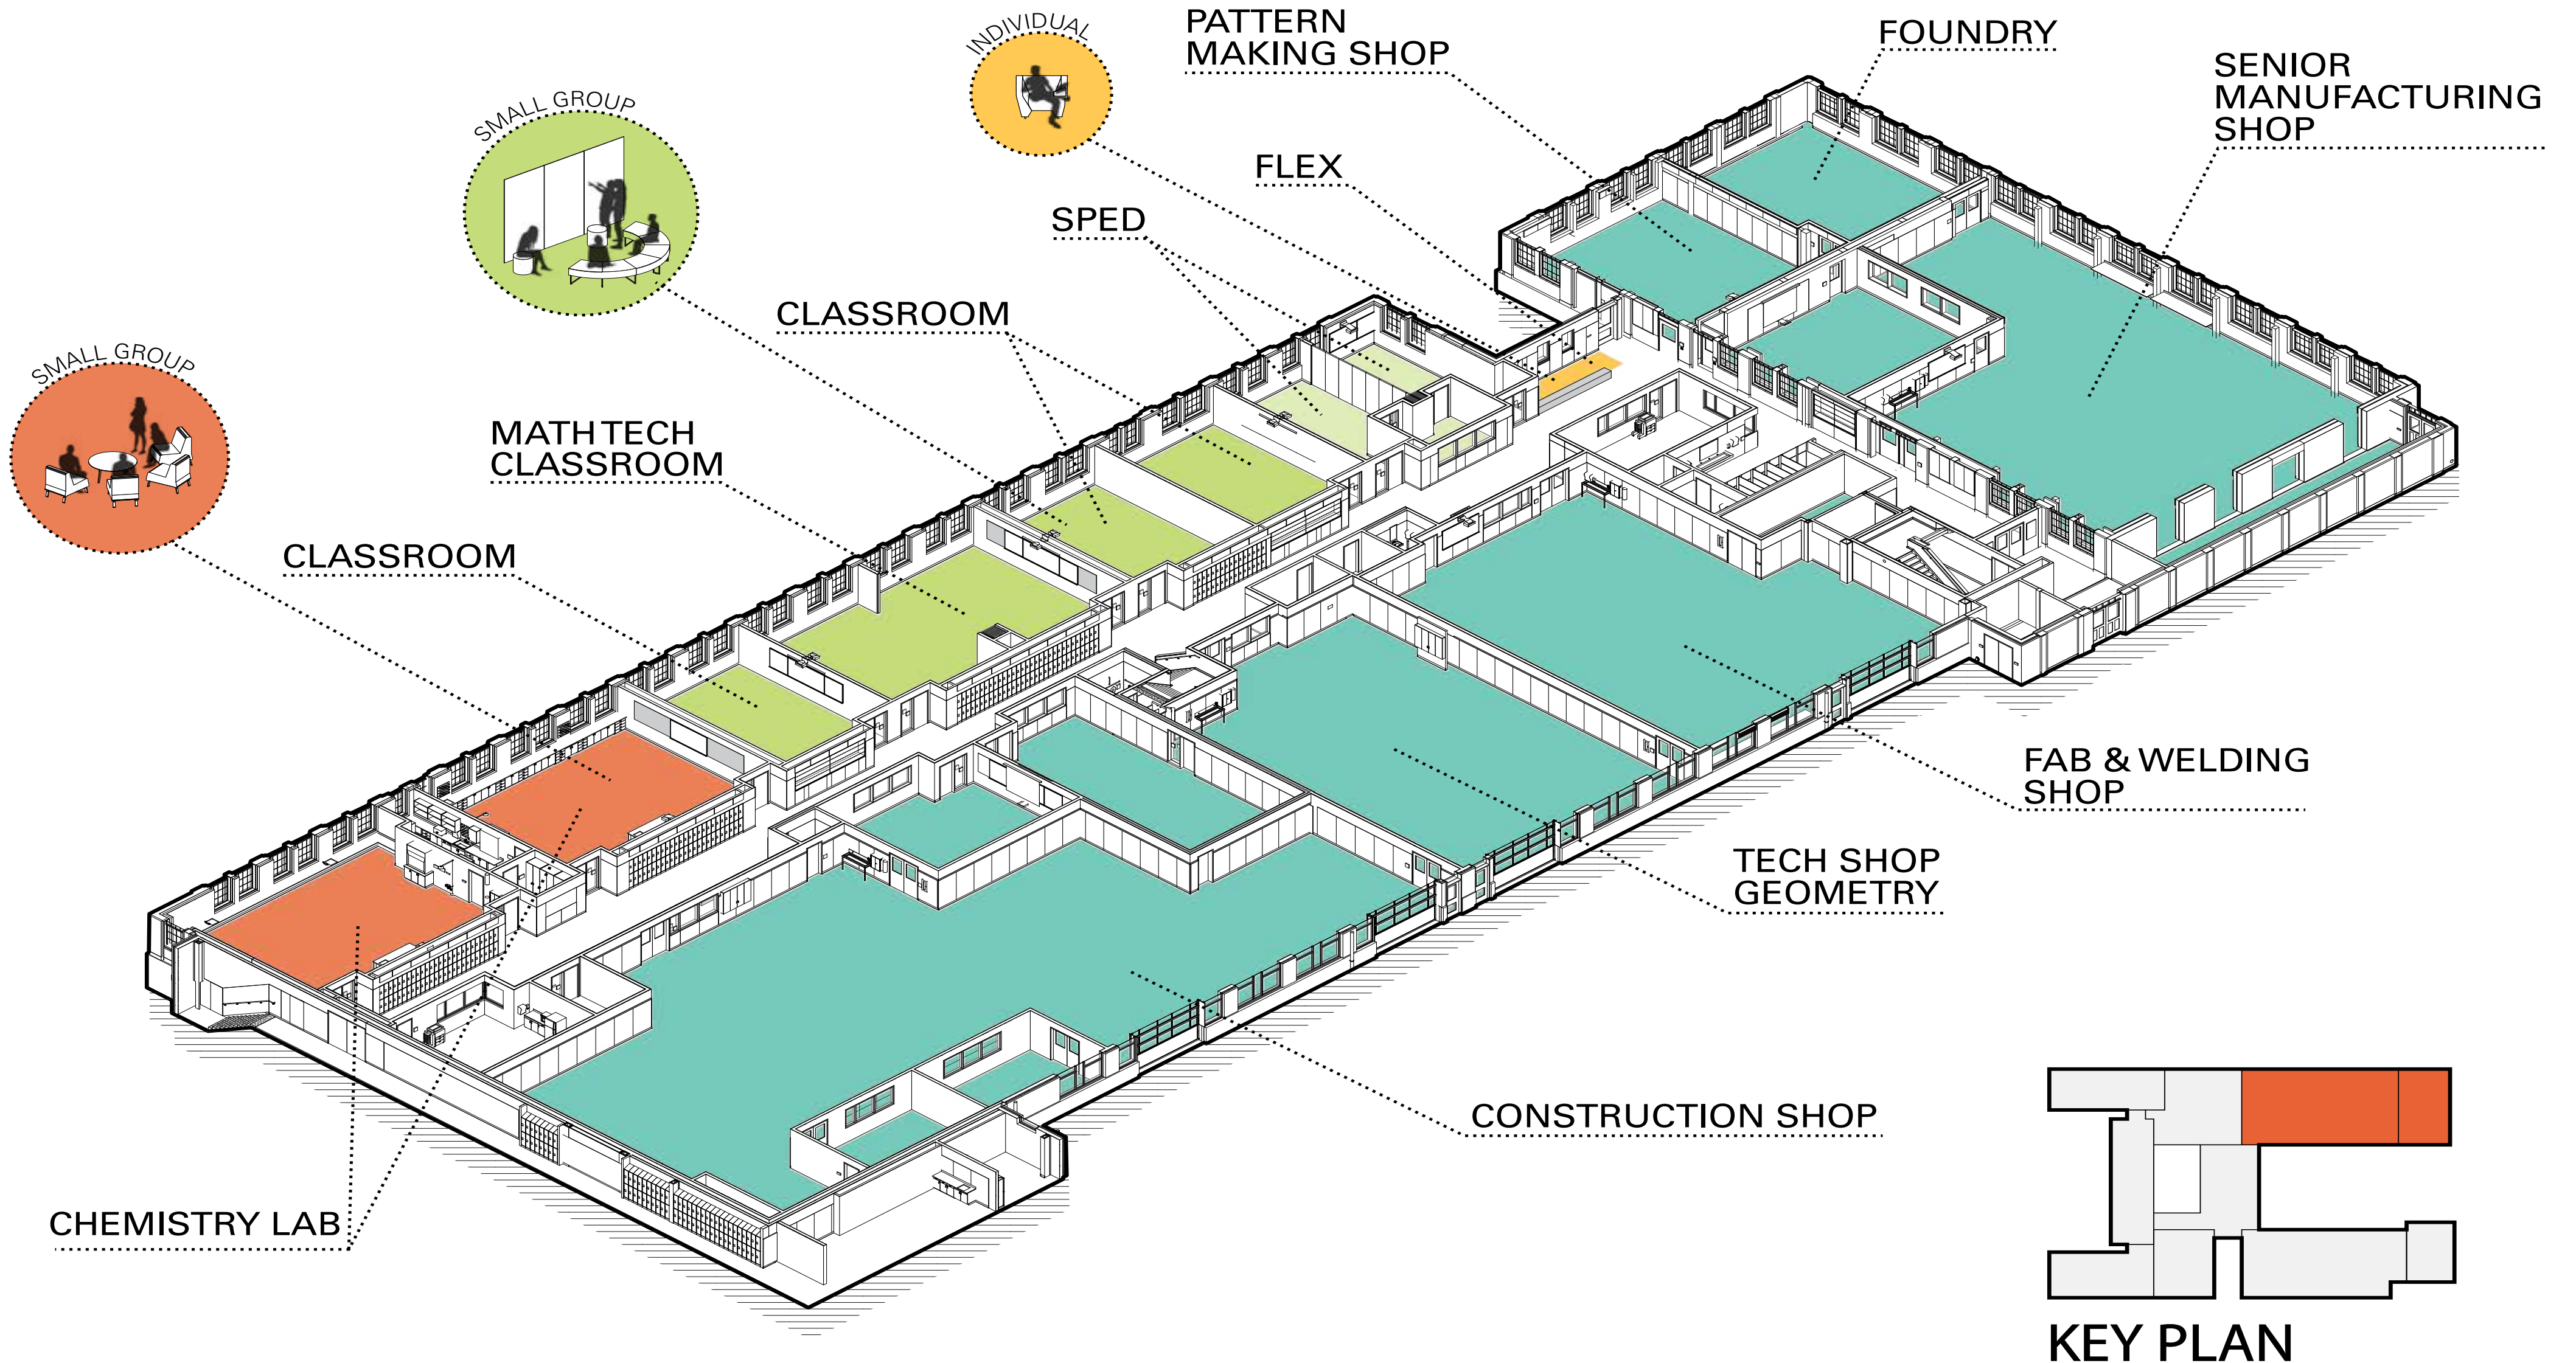 INDIVIDUAL
PATTERN
MAKING SHOP
FOUNDRY
SENIOR
MANUFACTURING
SHOP
SMALL GROUP
FLEX
SPED
CLASSROOM
SMALL GROUP
MATH TECH
CLASSROOM
CLASSROOM
FAB & WELDING
SHOP
TECH SHOP
GEOMETRY
CONSTRUCTION SHOP
CHEMISTRY LAB
KEY PLAN